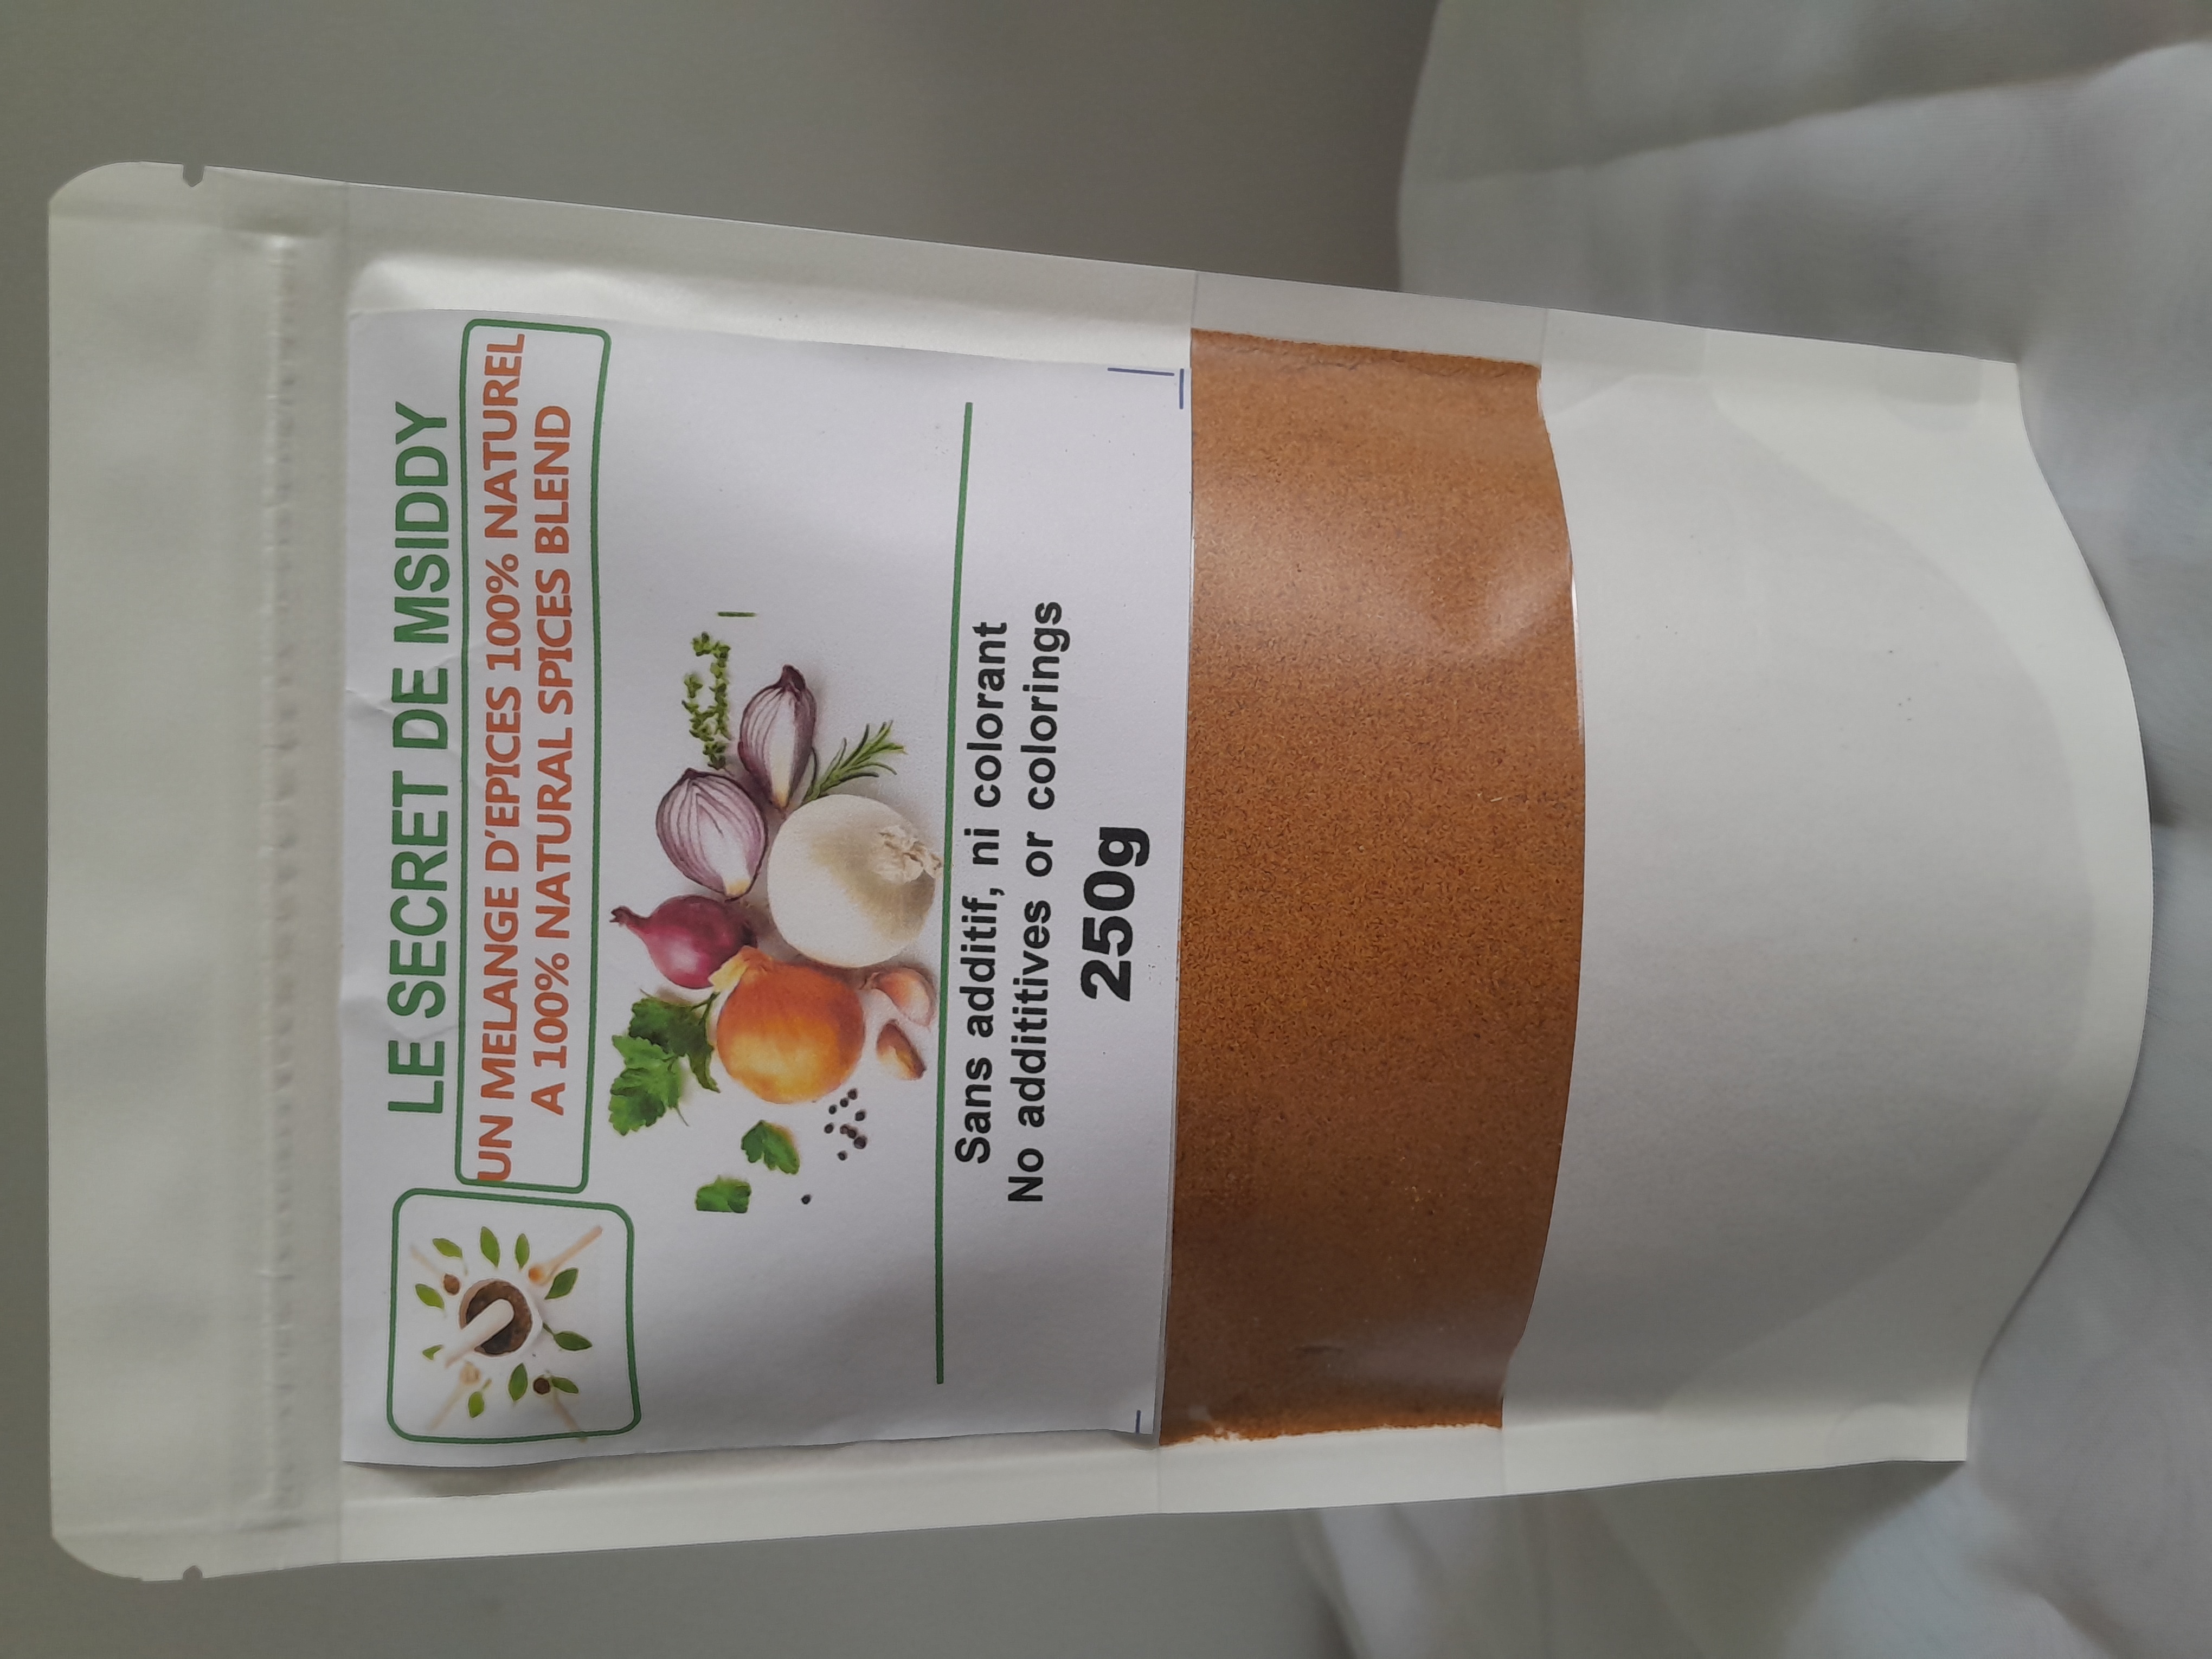 LE SECRET DE MSIDDY
UN MELANGE D'EPICES 100% NATUREL
A 100% NATURAL SPICES BLEND
Sans additif, ni colorant
No addititives or colorings
250g